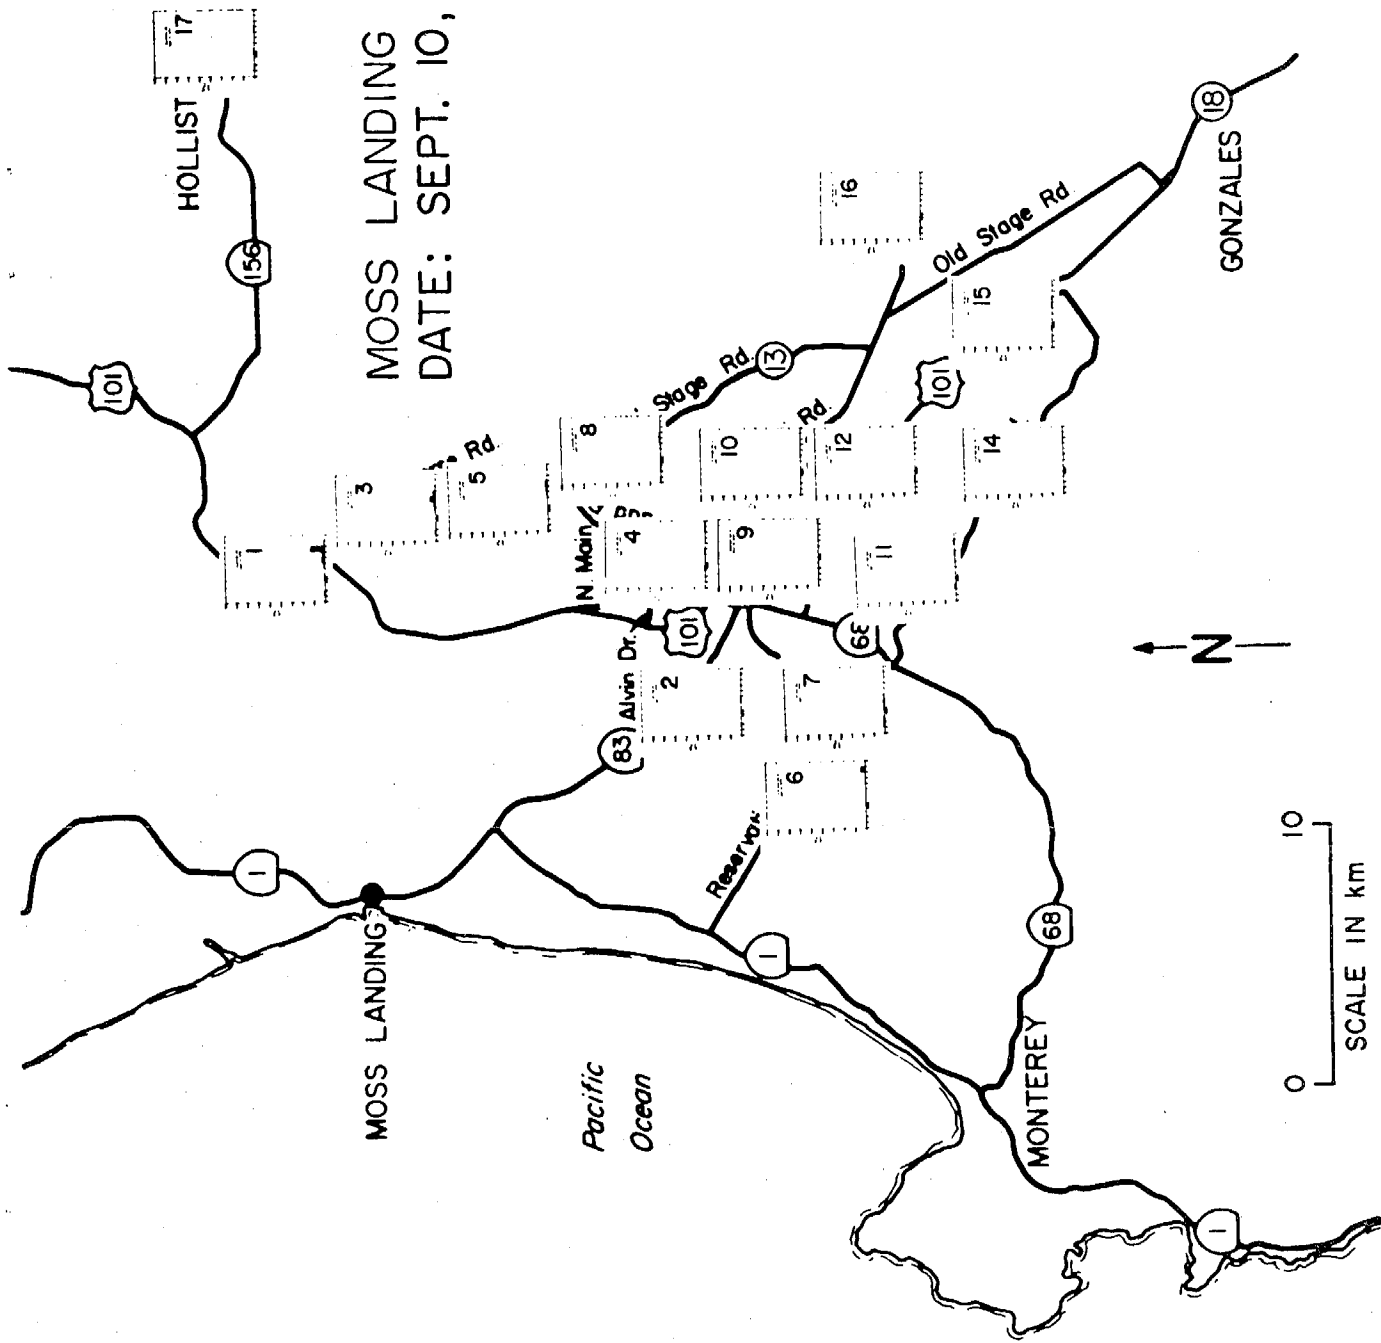 MOSS LANDING
DATE: SEPT. 10,
HOLLIST
17
156
101
1
3
Rd.
5
8
Stage Rd.
13
16
Old Stage Rd
18
GONZALES
15
101
Rd.
10
12
14
N. Main
4
9
11
Alvin Dr.
101
68
2
7
83
6
Reservat
1
MOSS LANDING
Pacific
Ocean
1
68
MONTEREY
1
N
0 10
SCALE IN km